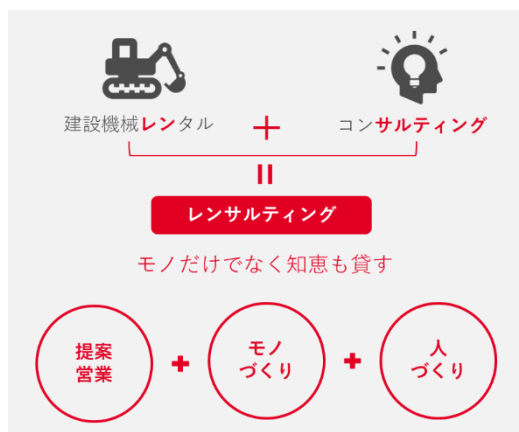 建設機械レンタル + コンサルティング
=
レンサルティング
モノだけでなく知恵も貸す
提案
営業
+
モノ
づくり
+
人
づくり